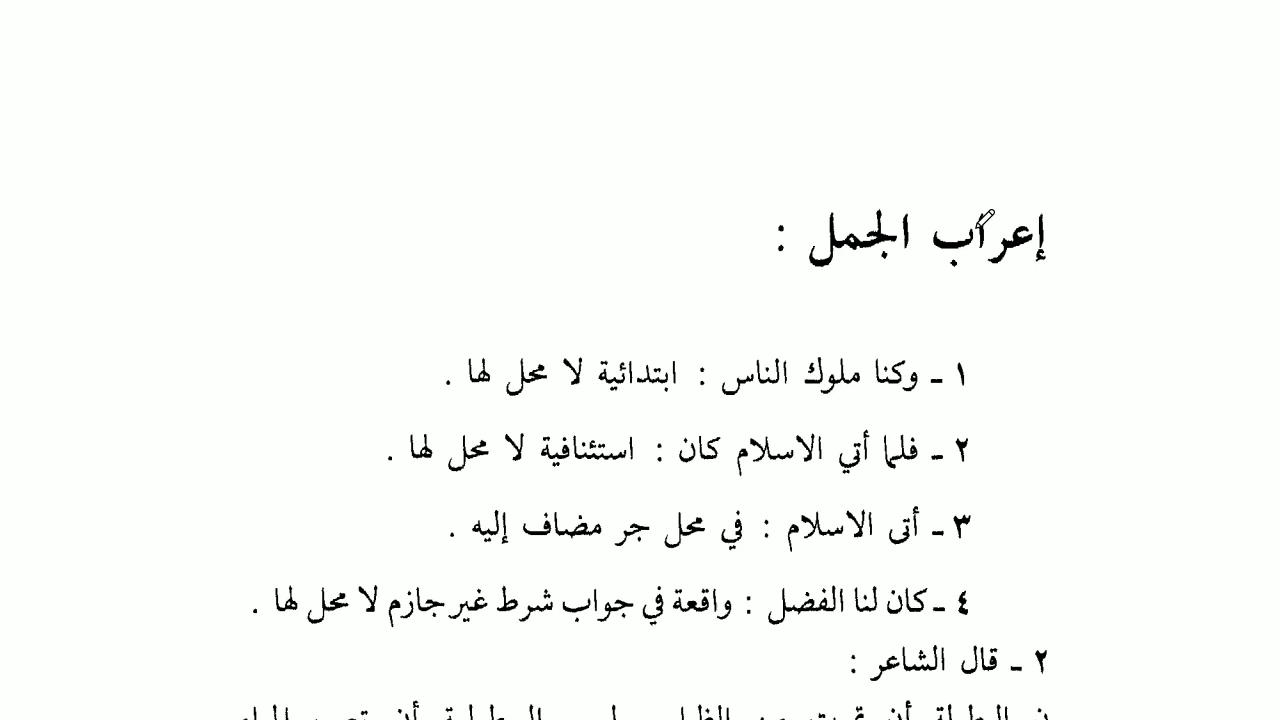 إعراب الجمل :
١ ـ وكنا ملوك الناس : ابتدائية لا محل لها .
٢ ـ فلما أتي الاسلام كان : استئنافية لا محل لها .
٣ ـ أتى الاسلام : في محل جر مضاف إليه .
٤ ـ كان لنا الفضل : واقعة في جواب شرط غير جازم لا محل لها .
٢ ـ قال الشاعر :